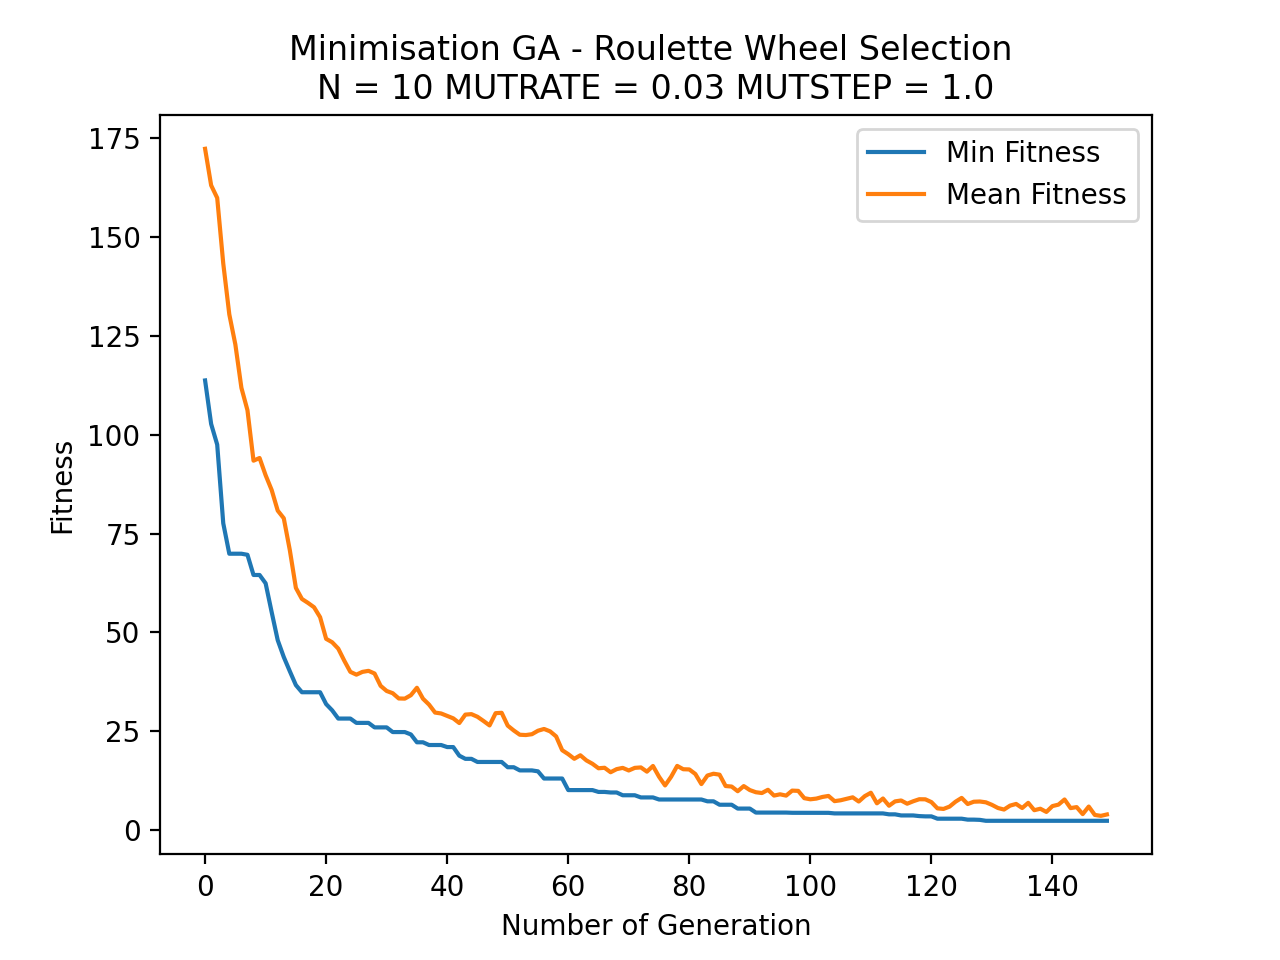 Minimisation GA - Roulette Wheel Selection
N = 10 MUTRATE = 0.03 MUTSTEP = 1.0
Min Fitness
Mean Fitness
175
150
125
100
75
50
25
0
Fitness
0 20 40 60 80 100 120 140
Number of Generation